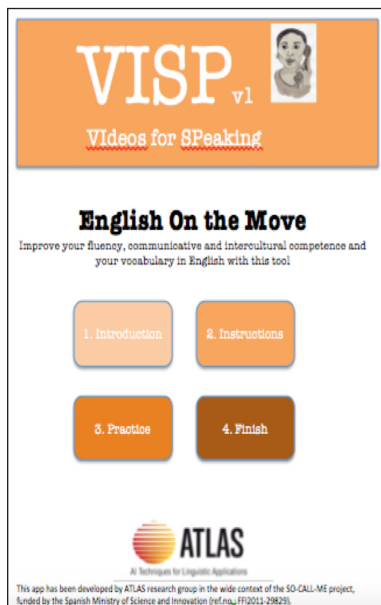 VISP v1
VIdeos for SPeaking
English On the Move
Improve your fluency, communicative and intercultural competence and
your vocabulary in English with this tool
1. Introduction
2. Instructions
3. Practice
4. Finish
ATLAS
AI Techniques for Linguistic Applications
This app has been developed by ATLAS research group in the wide context of the SO-CALL-ME project,
funded by the Spanish Ministry of Science and Innovation (ref.no,; FFI2011-29829).